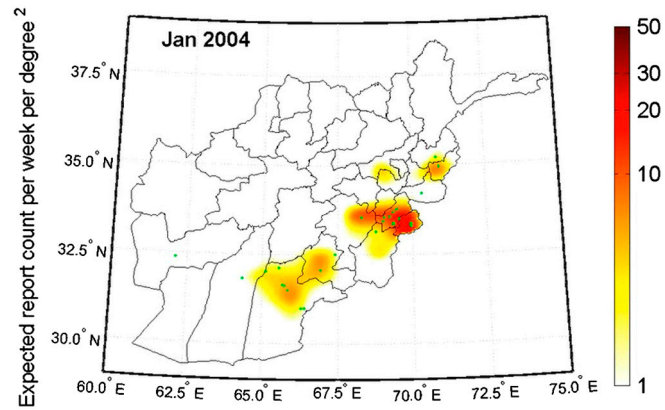 Expected report count per week per degree 2
Jan 2004
37.5° N
35.0° N
32.5° N
30.0° N
60.0° E 62.5° E 65.0° E 67.5° E 70.0° E 72.5° E 75.0° E
50
30
20
10
1